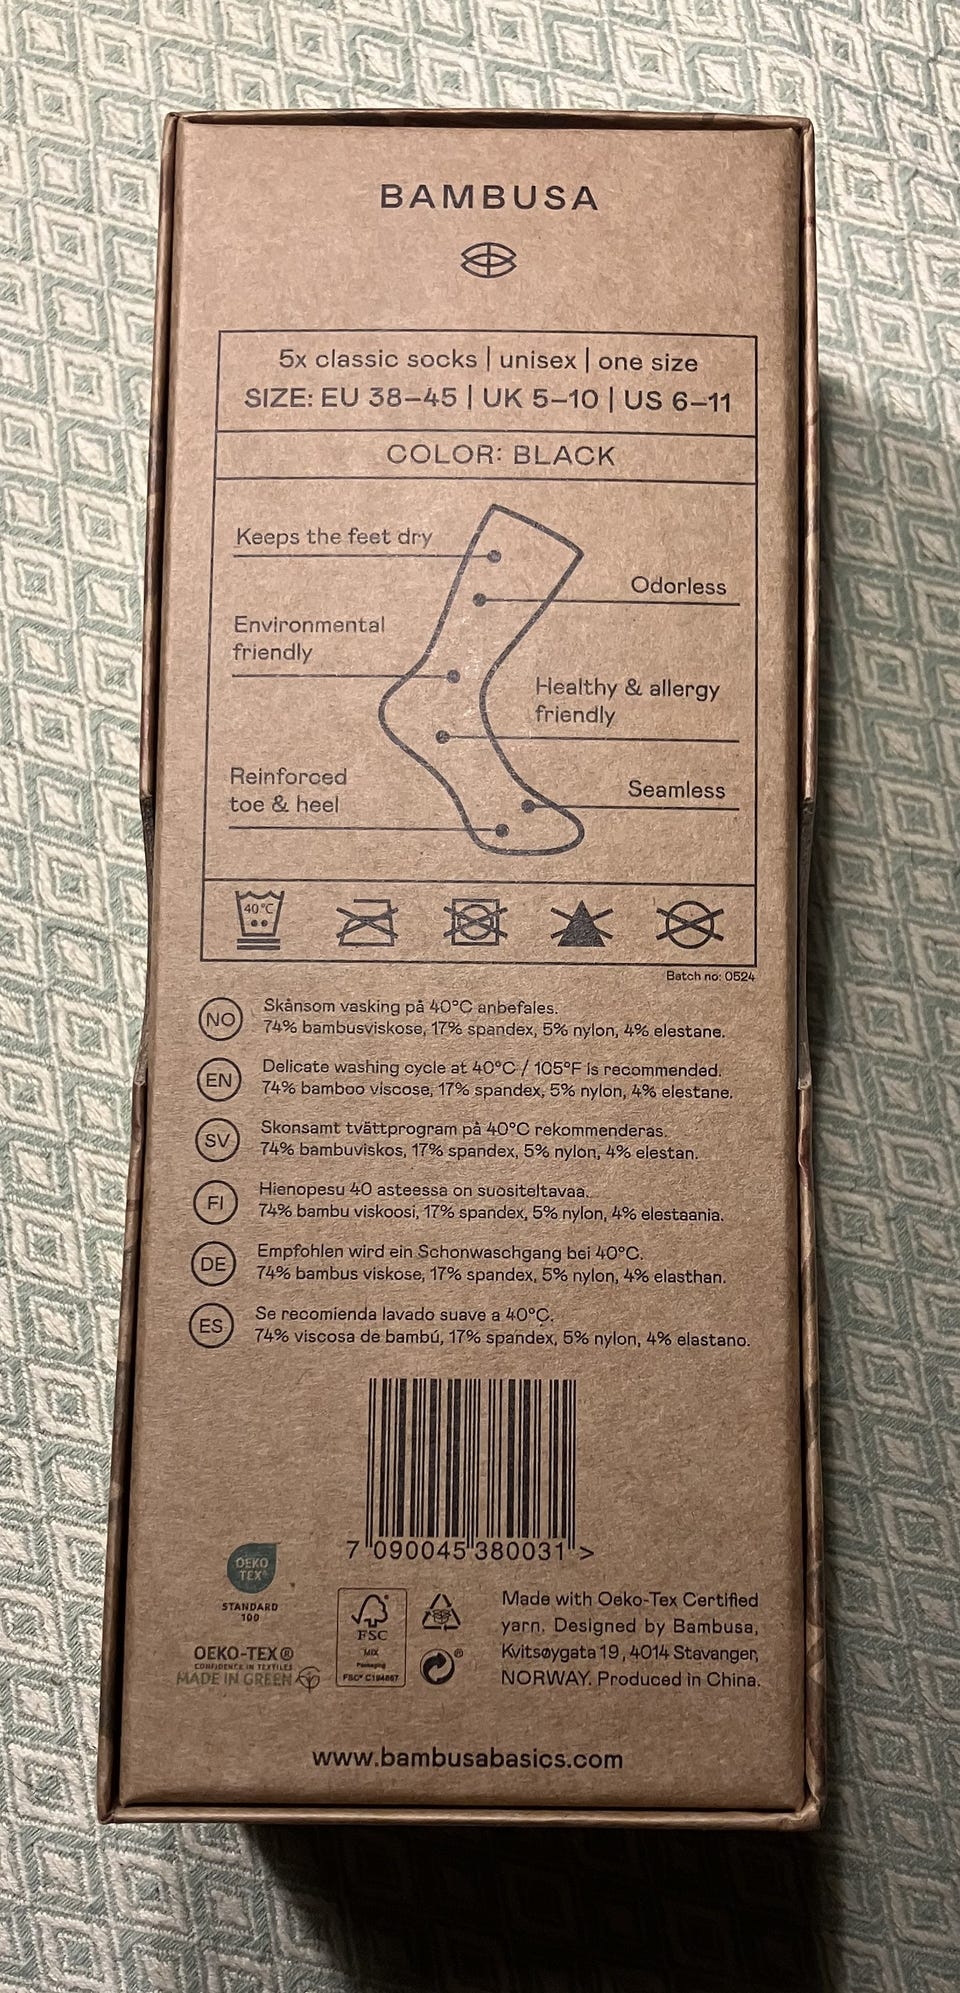 BAMBUSA
5x classic socks | unisex | one size
SIZE: EU 38–45 | UK 5–10 | US 6–11
COLOR: BLACK
Keeps the feet dry
Odorless
Environmental
friendly
Healthy & allergy
friendly
Reinforced
toe & heel
Seamless
40°C
Batch no: 0524
NO
Skånsom vasking på 40°C anbefales.
74% bambusviskose, 17% spandex, 5% nylon, 4% elestane.
EN
Delicate washing cycle at 40°C / 105°F is recommended.
74% bamboo viscose, 17% spandex, 5% nylon, 4% elestane.
SV
Skonsamt tvättprogram på 40°C rekommenderas.
74% bambuviskos, 17% spandex, 5% nylon, 4% elestan.
FI
Hienopesu 40 asteessa on suositeltavaa.
74% bambu viskoosi, 17% spandex, 5% nylon, 4% elestaania.
DE
Empfohlen wird ein Schonwaschgang bei 40°C.
74% bambus viskose, 17% spandex, 5% nylon, 4% elasthan.
ES
Se recomienda lavado suave a 40°C.
74% viscosa de bambú, 17% spandex, 5% nylon, 4% elastano.
7 090045 380031 >
OEKO
TEX®
STANDARD
100
OEKO-TEX®
CONFIDENCE IN TEXTILES
MADE IN GREEN
FSC
MIX
Packaging
FSC® C194867
®
Made with Oeko-Tex Certified
yarn. Designed by Bambusa,
Kvitsøygata 19, 4014 Stavanger,
NORWAY. Produced in China.
www.bambusabasics.com